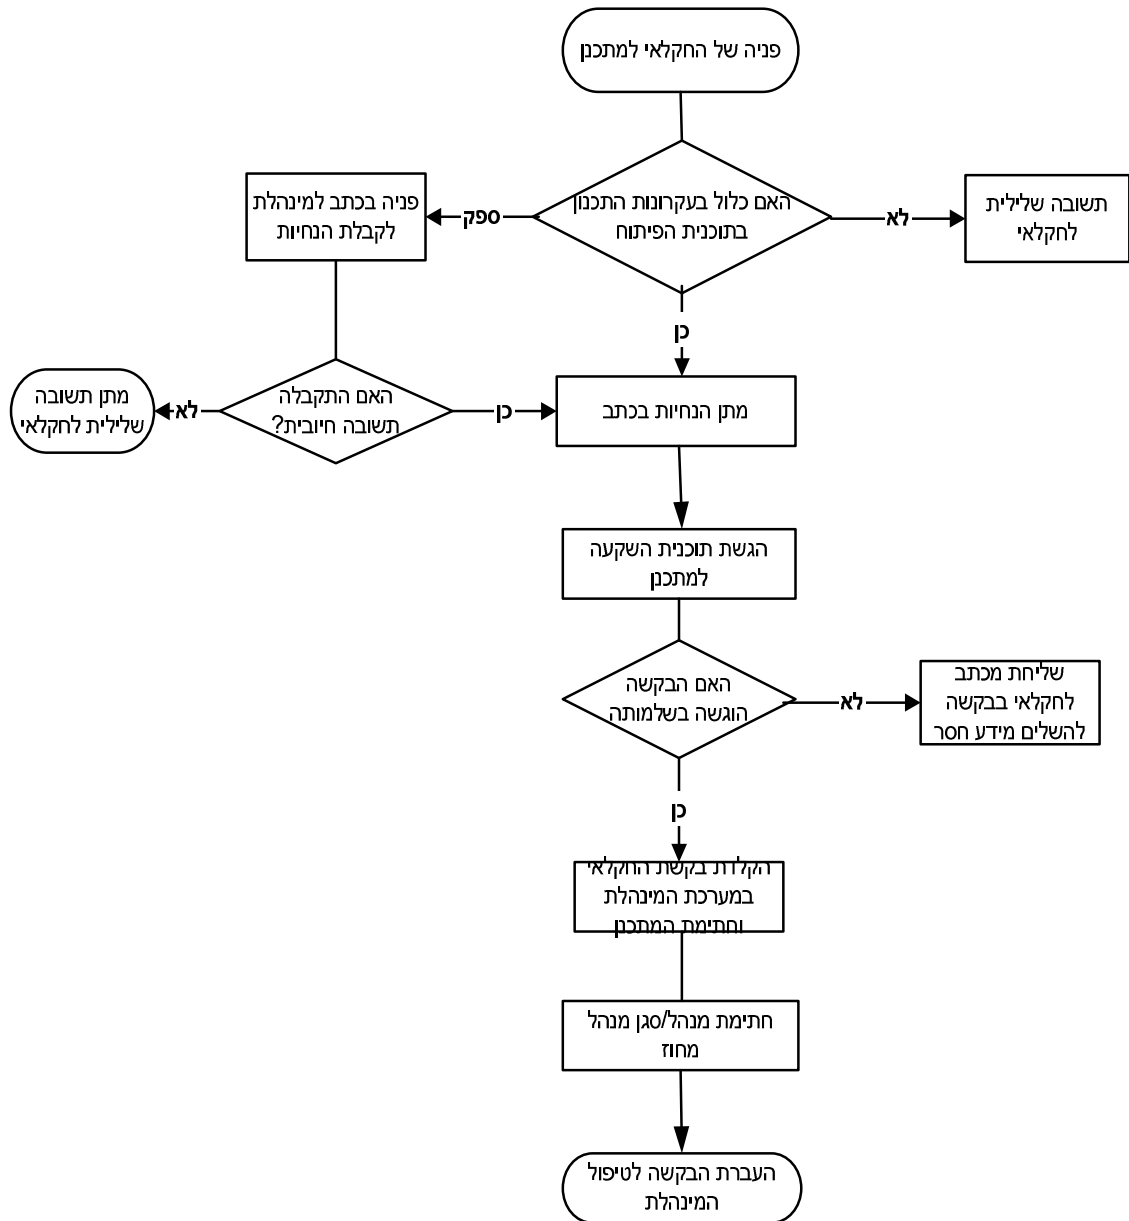 פניה של החקלאי למתכנן
האם כלול בעקרונות התכנון
בתוכנית הפיתוח
לא
תשובה שלילית
לחקלאי
ספק
פניה בכתב למינהלת
לקבלת הנחיות
כן
האם התקבלה
תשובה חיובית?
לא
מתן תשובה
שלילית לחקלאי
כן
מתן הנחיות בכתב
הגשת תוכנית השקעה
למתכנן
האם הבקשה
הוגשה בשלמותה
לא
שליחת מכתב
לחקלאי בבקשה
להשלים מידע חסר
כן
הקלדת בקשת החקלאי
במערכת המינהלת
וחתימת המתכנן
חתימת מנהל/סגן מנהל
מחוז
העברת הבקשה לטיפול
המינהלת